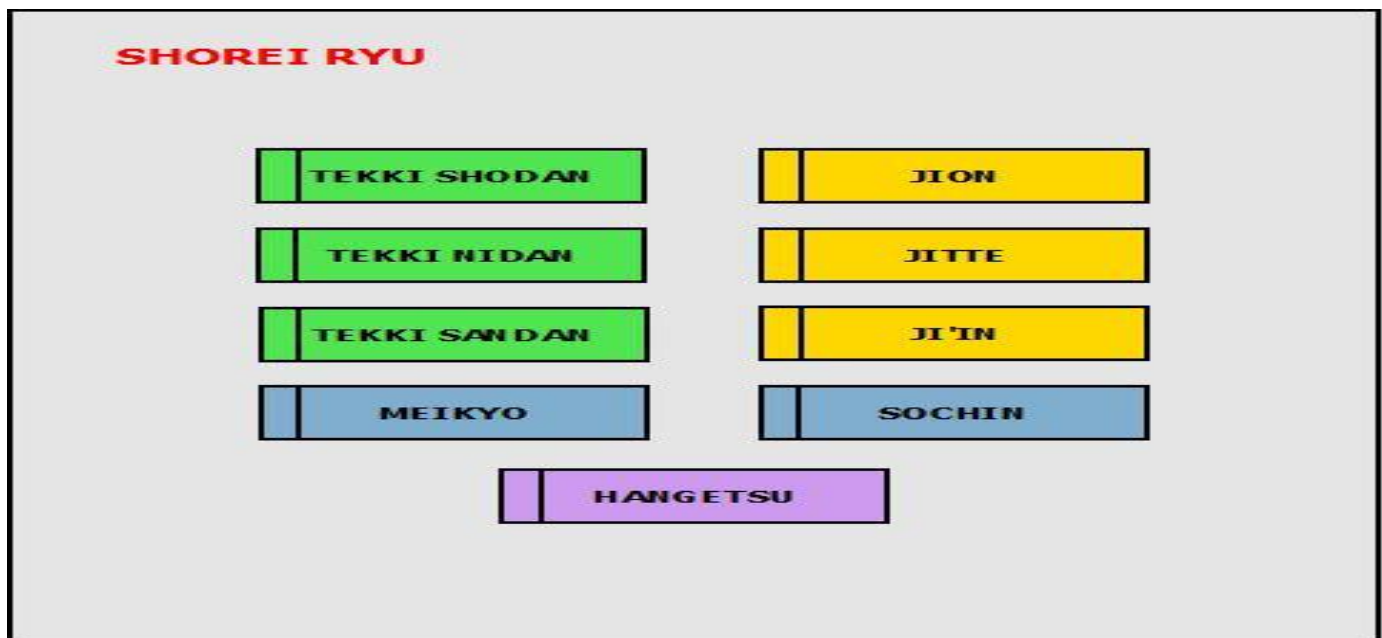 SHOREI RYU
TEKKI SHODAN
JION
TEKKI NIDAN
JITTE
TEKKI SANDAN
JI'IN
MEIKYO
SOCHIN
HANGETSU